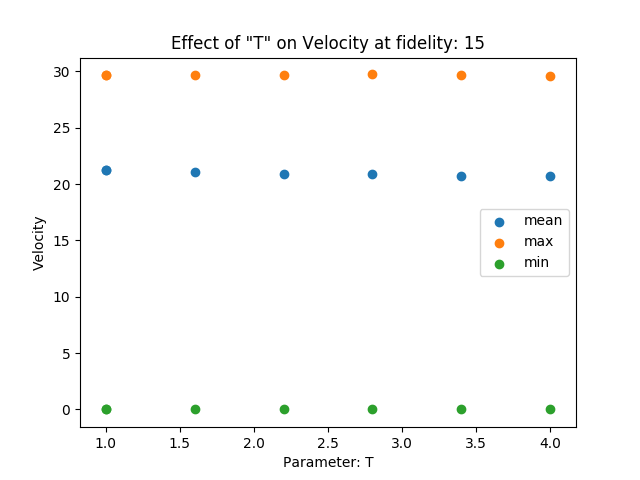 Effect of "T" on Velocity at fidelity: 15
Velocity
30
25
20
15
10
5
0
mean
max
min
1.0 1.5 2.0 2.5 3.0 3.5 4.0
Parameter: T